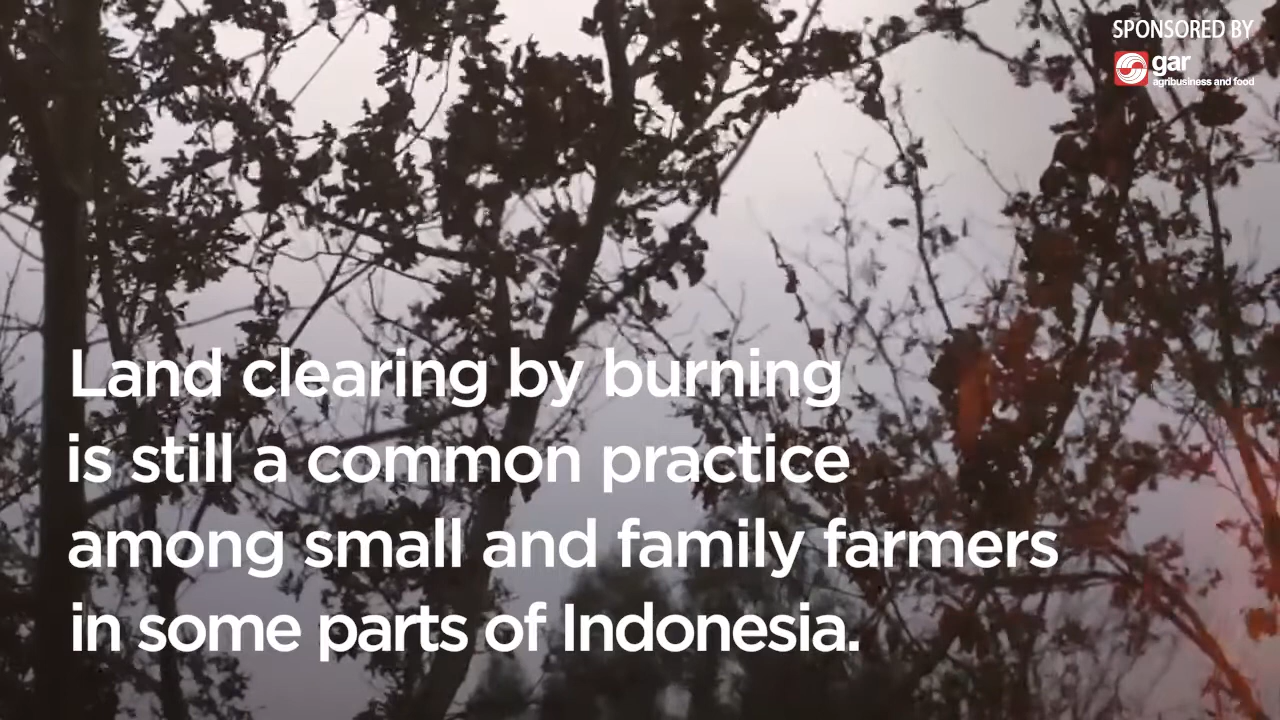 SPONSORED BY
gar
agribusiness and food
Land clearing by burning
is still a common practice
among small and family farmers
in some parts of Indonesia.